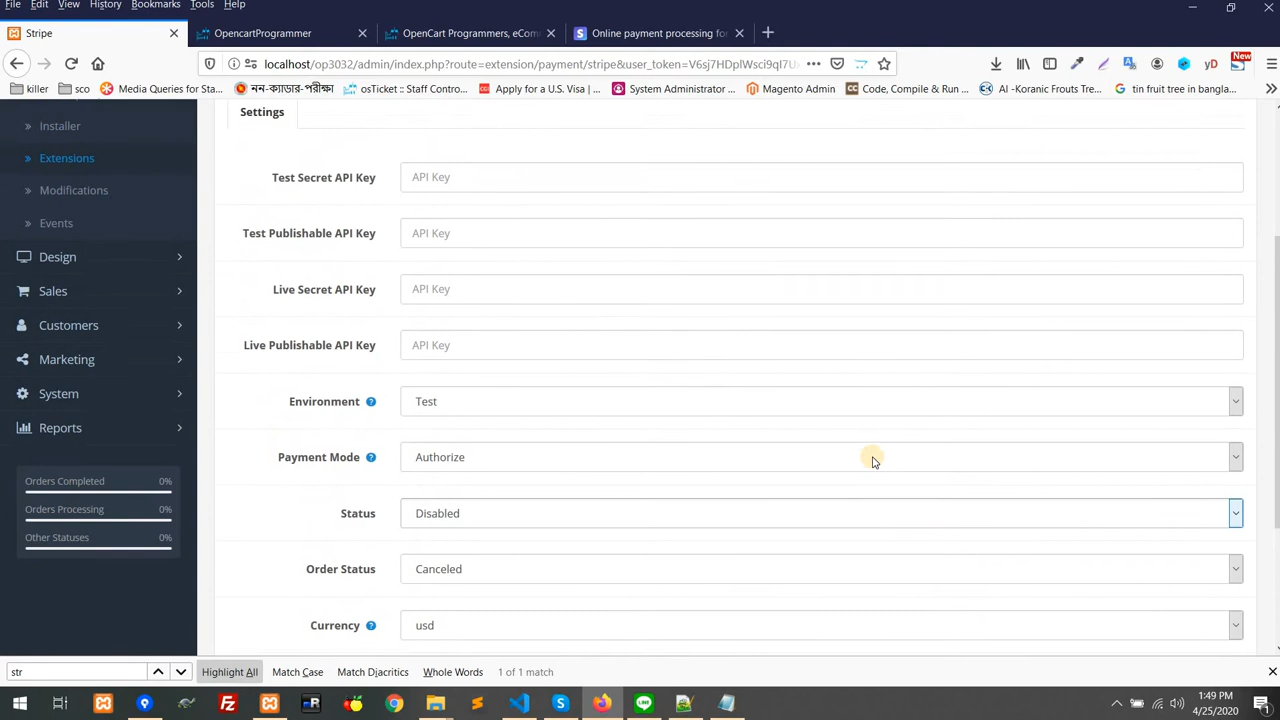 File Edit View History Bookmarks Tools Help
Stripe
OpencartProgrammer
OpenCart Programmers, eCom
Online payment processing for
localhost/op3032/admin/index.php?route=extension/payment/stripe&user_token=
New
killer
sco
Media Queries for Sta...
নন-ক্যাডার-পরীক্ষা
osTicket :: Staff Contro...
Apply for a U.S. Visa | ...
System Administrator ...
Magento Admin
Code, Compile & Run ...
AI -Koranic Frouts Tre...
tin fruit tree in bangla...
Installer
Extensions
Modifications
Events
Design
Sales
Customers
Marketing
System
Reports
Orders Completed 0%
Orders Processing 0%
Other Statuses 0%
Settings
Test Secret API Key API Key
Test Publishable API Key API Key
Live Secret API Key API Key
Live Publishable API Key API Key
Environment ? Test
Payment Mode ? Authorize
Status Disabled
Order Status Canceled
Currency ? usd
str
Highlight All Match Case Match Diacritics Whole Words 1 of 1 match
1:49 PM
4/25/2020